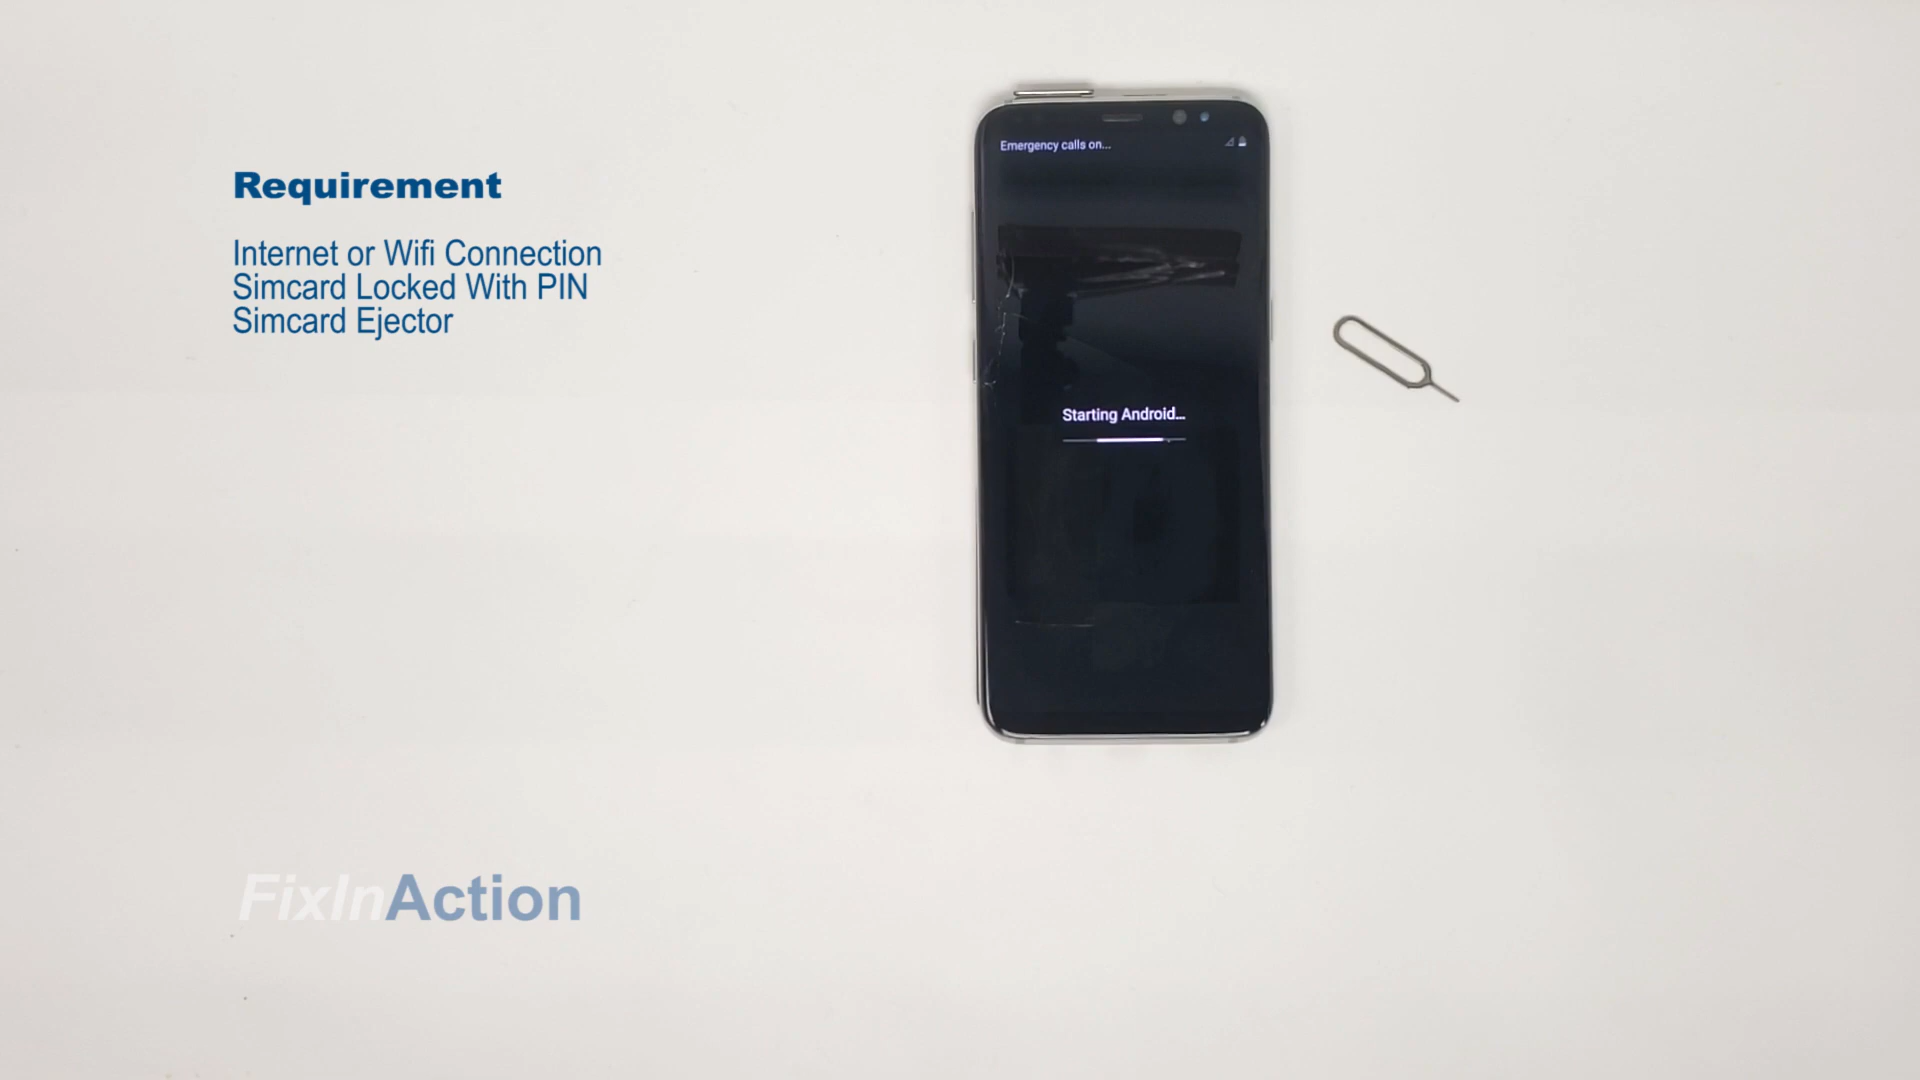 Requirement
Internet or Wifi Connection
Simcard Locked With PIN
Simcard Ejector
Emergency calls on...
Starting Android...
FixInAction